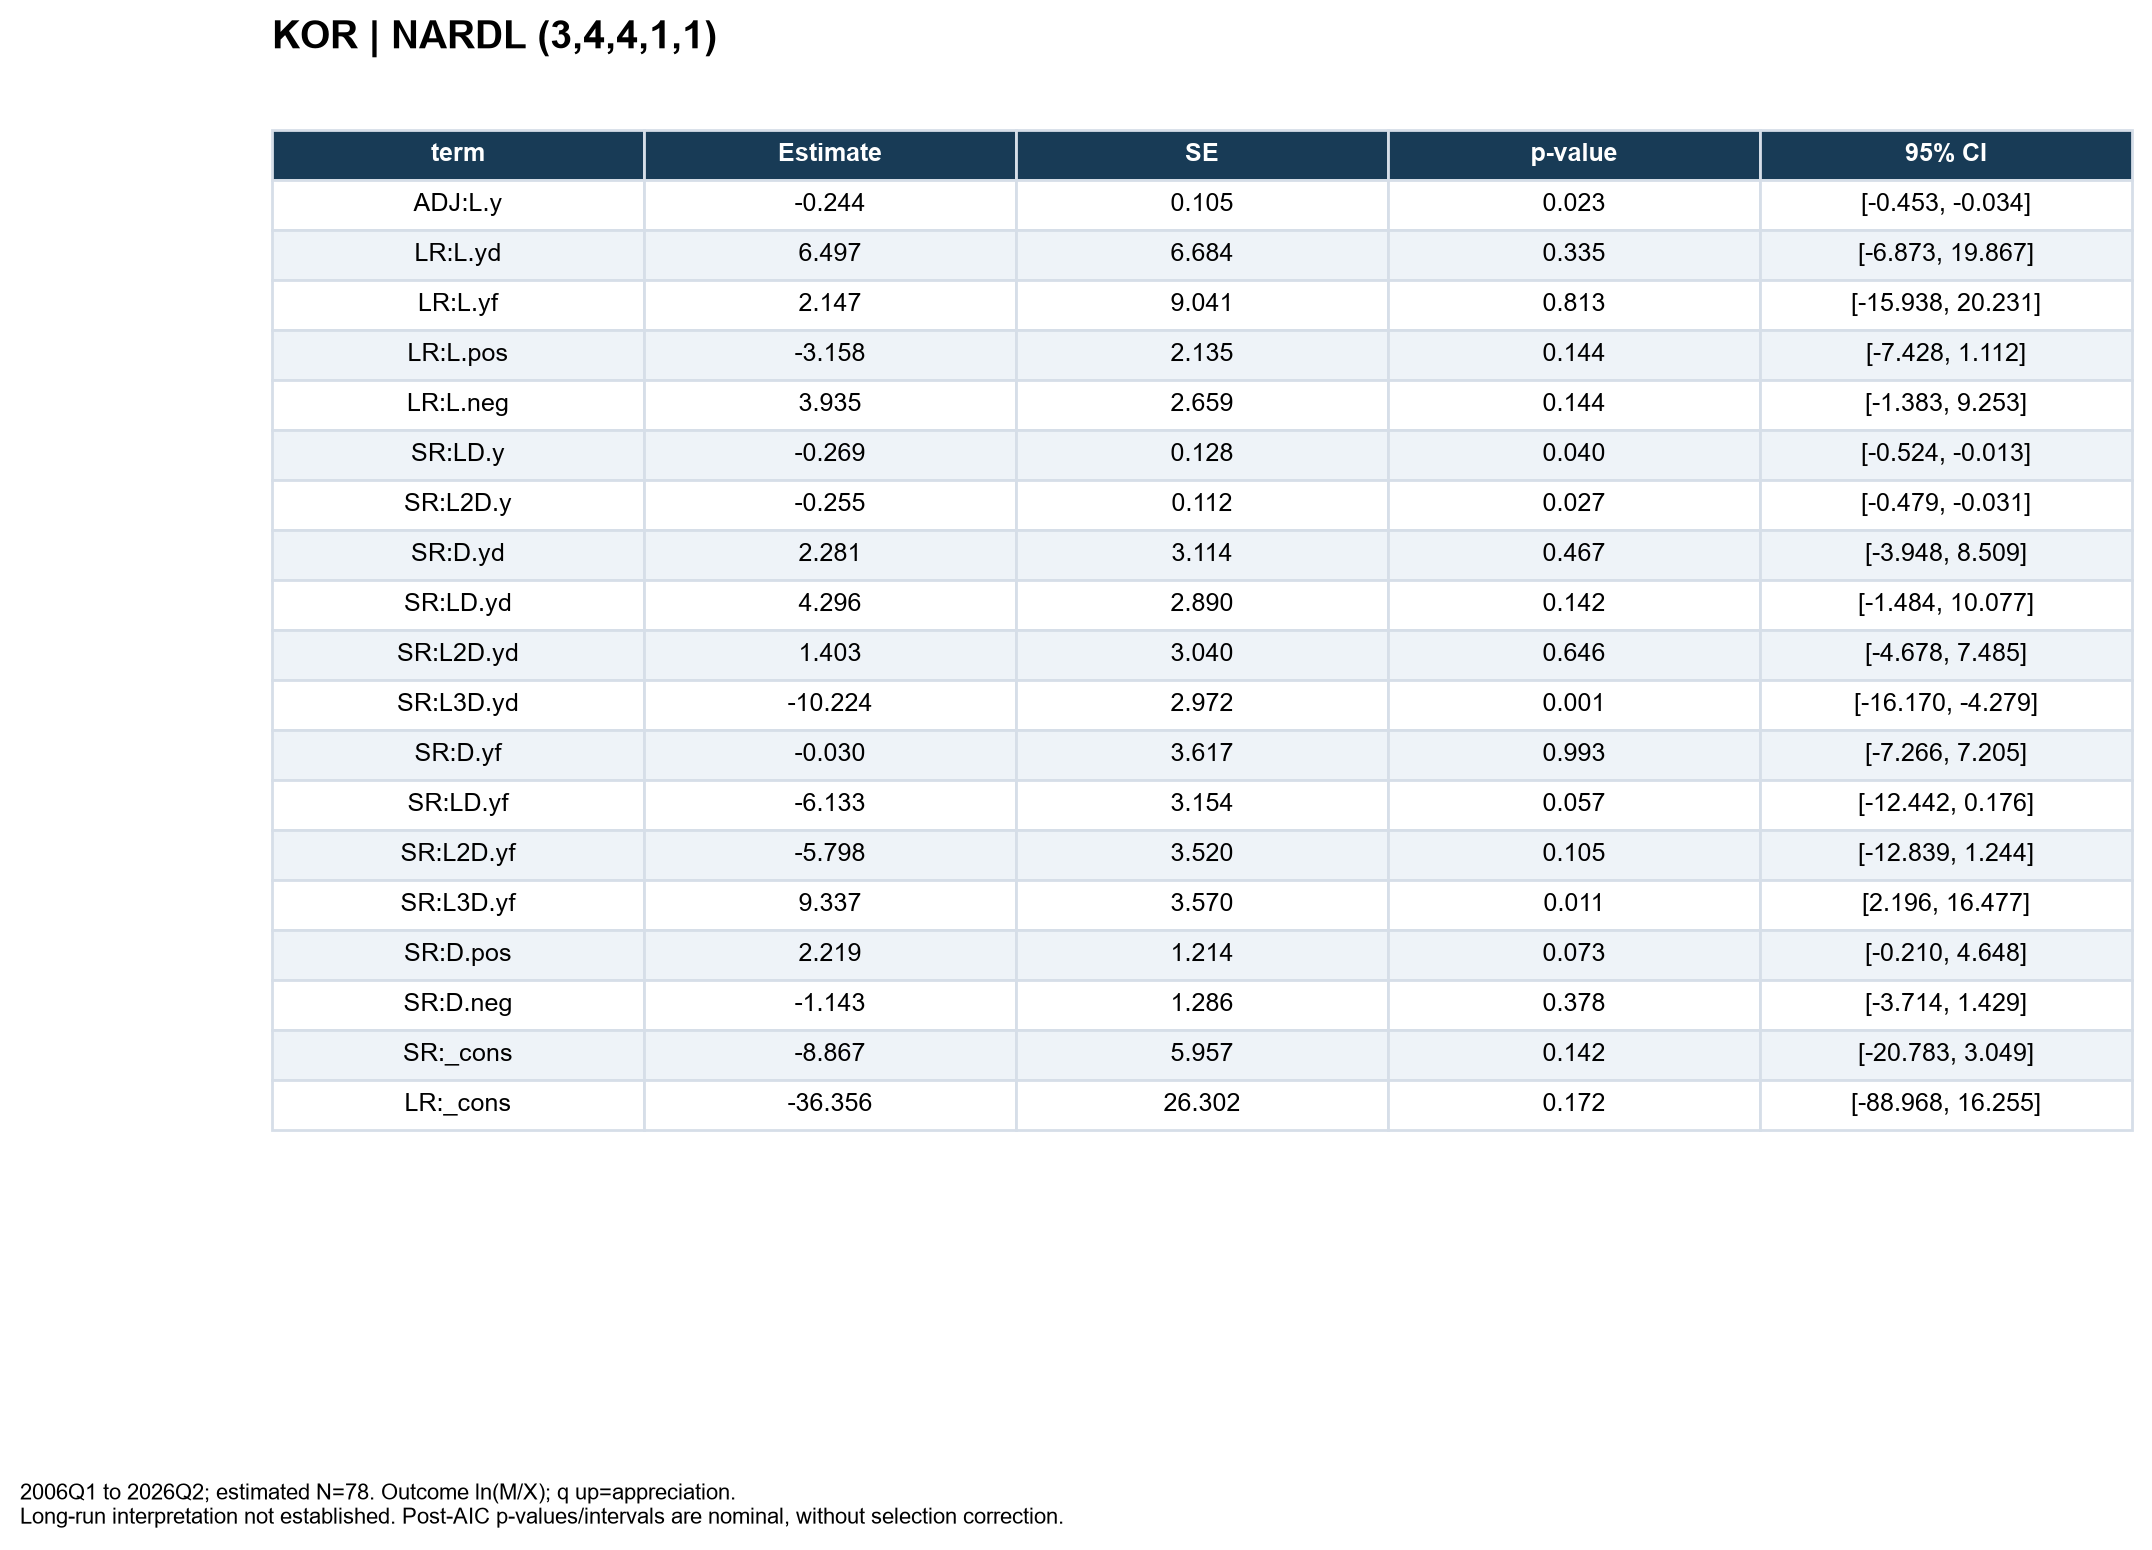 KOR | NARDL (3,4,4,1,1)
term Estimate SE p-value 95% CI
ADJ:L.y -0.244 0.105 0.023 [-0.453, -0.034]
LR:L.yd 6.497 6.684 0.335 [-6.873, 19.867]
LR:L.yf 2.147 9.041 0.813 [-15.938, 20.231]
LR:L.pos -3.158 2.135 0.144 [-7.428, 1.112]
LR:L.neg 3.935 2.659 0.144 [-1.383, 9.253]
SR:LD.y -0.269 0.128 0.040 [-0.524, -0.013]
SR:L2D.y -0.255 0.112 0.027 [-0.479, -0.031]
SR:D.yd 2.281 3.114 0.467 [-3.948, 8.509]
SR:LD.yd 4.296 2.890 0.142 [-1.484, 10.077]
SR:L2D.yd 1.403 3.040 0.646 [-4.678, 7.485]
SR:L3D.yd -10.224 2.972 0.001 [-16.170, -4.279]
SR:D.yf -0.030 3.617 0.993 [-7.266, 7.205]
SR:LD.yf -6.133 3.154 0.057 [-12.442, 0.176]
SR:L2D.yf -5.798 3.520 0.105 [-12.839, 1.244]
SR:L3D.yf 9.337 3.570 0.011 [2.196, 16.477]
SR:D.pos 2.219 1.214 0.073 [-0.210, 4.648]
SR:D.neg -1.143 1.286 0.378 [-3.714, 1.429]
SR:_cons -8.867 5.957 0.142 [-20.783, 3.049]
LR:_cons -36.356 26.302 0.172 [-88.968, 16.255]
2006Q1 to 2026Q2; estimated N=78. Outcome ln(M/X); q up=appreciation.
Long-run interpretation not established. Post-AIC p-values/intervals are nominal, without selection correction.